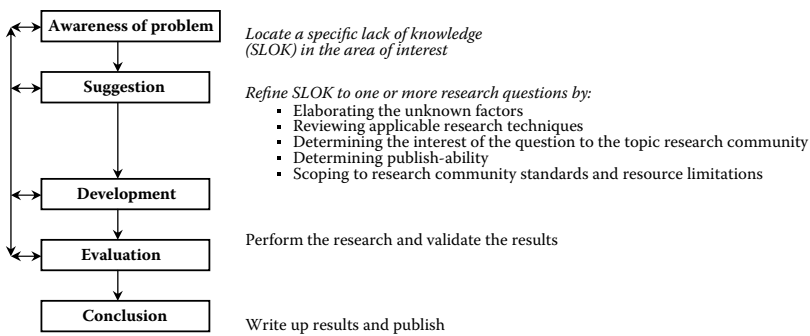 Awareness of problem
Locate a specific lack of knowledge
(SLOK) in the area of interest
Suggestion
Refine SLOK to one or more research questions by:
▪ Elaborating the unknown factors
▪ Reviewing applicable research techniques
▪ Determining the interest of the question to the topic research community
▪ Determining publish-ability
▪ Scoping to research community standards and resource limitations
Development
Perform the research and validate the results
Evaluation
Conclusion
Write up results and publish